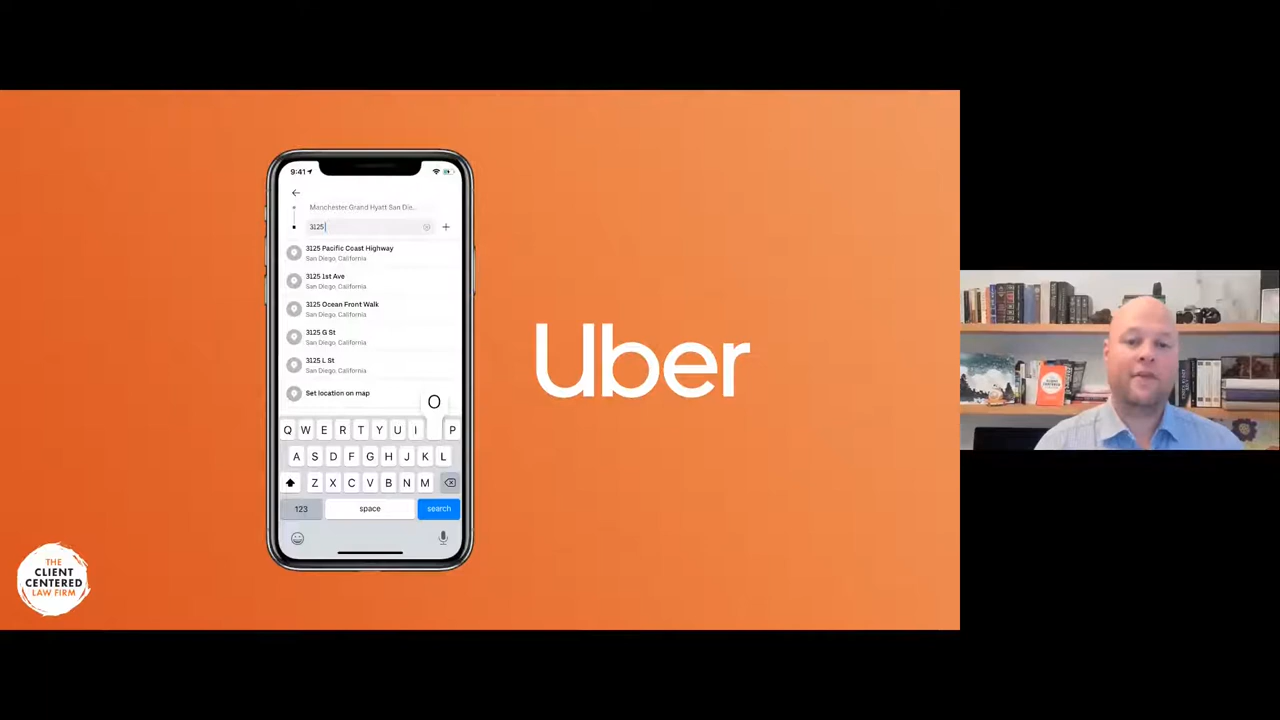 9:41
Manchester Grand Hyatt San Die...
3125
3125 Pacific Coast Highway
San Diego, California
3125 1st Ave
San Diego, California
3125 Ocean Front Walk
San Diego, California
3125 G St
San Diego, California
3125 L St
San Diego, California
Set location on map
O
Q W E R T Y U I P
A S D F G H J K L
Z X C V B N M
123 space search
Uber
THE
CLIENT
CENTERED
LAW FIRM
CLIENT
CENTERED